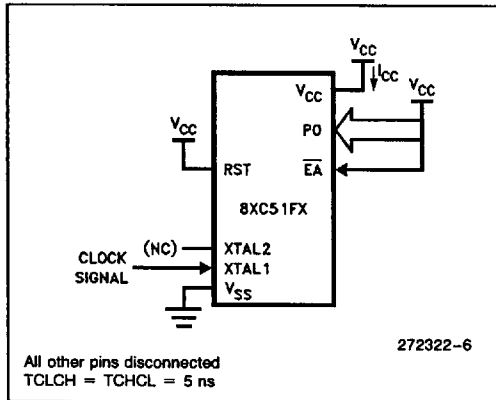 VCC
ICC
VCC
VCC
VCC
P0
RST
EA
8XC51FX
(NC)
XTAL2
CLOCK SIGNAL
XTAL1
VSS
272322-6
All other pins disconnected
TCLCH = TCHCL = 5 ns